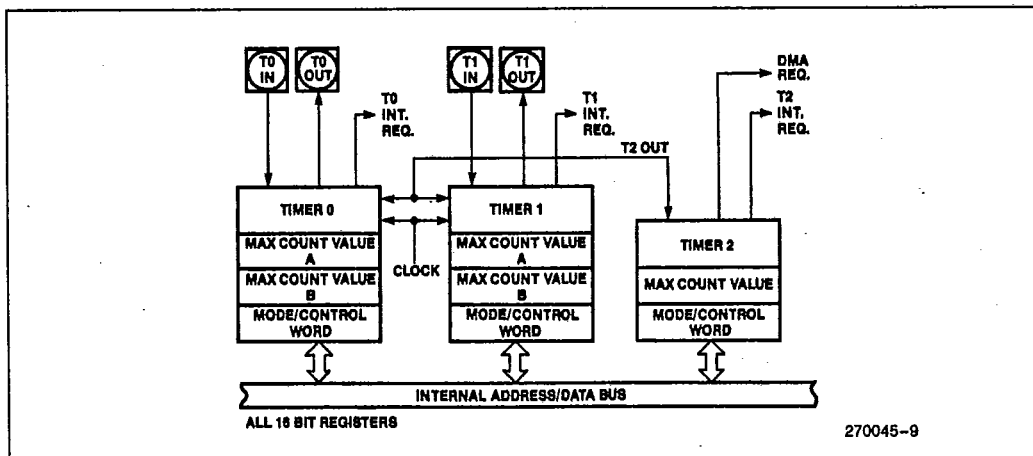 T0
IN
T0
OUT
T1
IN
T1
OUT
DMA
REQ.
T0
INT.
REQ.
T1
INT.
REQ.
T2
INT.
REQ.
T2 OUT
TIMER 0
MAX COUNT VALUE
A
MAX COUNT VALUE
B
MODE/CONTROL
WORD
CLOCK
TIMER 1
MAX COUNT VALUE
A
MAX COUNT VALUE
B
MODE/CONTROL
WORD
TIMER 2
MAX COUNT VALUE
MODE/CONTROL
WORD
INTERNAL ADDRESS/DATA BUS
ALL 16 BIT REGISTERS
270045-9